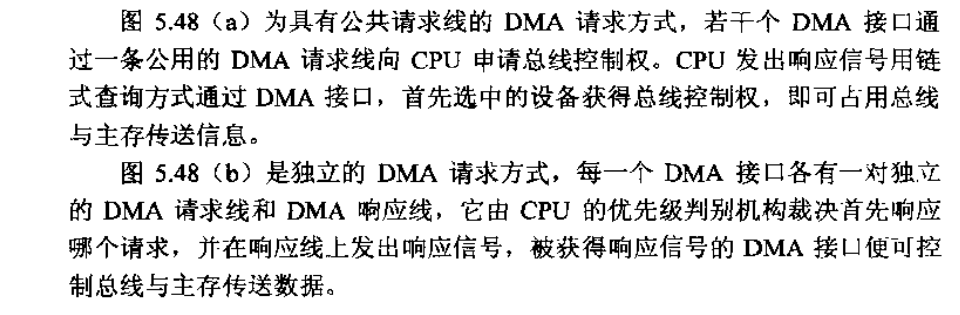 图 5.48（a）为具有公共请求线的 DMA 请求方式，若干个 DMA 接口通
过一条公用的 DMA 请求线向 CPU 申请总线控制权。CPU 发出响应信号用链
式查询方式通过 DMA 接口，首先选中的设备获得总线控制权，即可占用总线
与主存传送信息。
图 5.48（b）是独立的 DMA 请求方式，每一个 DMA 接口各有一对独立
的 DMA 请求线和 DMA 响应线，它由 CPU 的优先级判别机构裁决首先响应
哪个请求，并在响应线上发出响应信号，被获得响应信号的 DMA 接口便可控
制总线与主存传送数据。